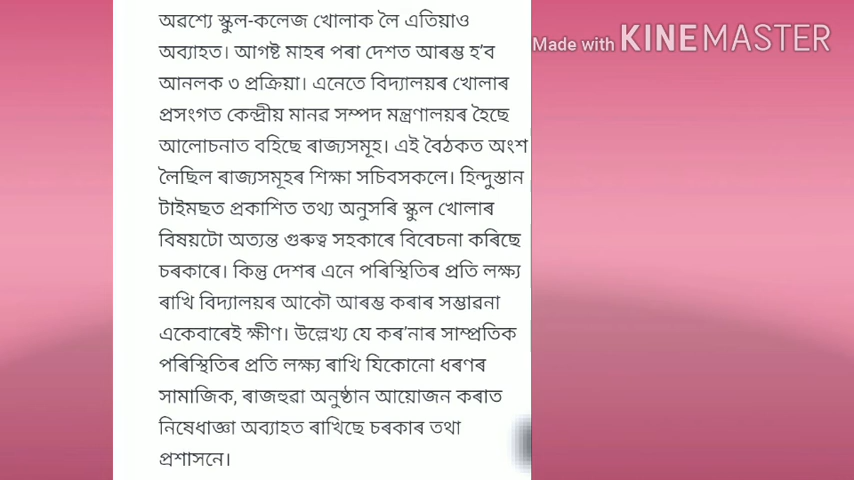 অৱশ্যে স্কুল-কলেজ খোলাক লৈ এতিয়াও
অব্যাহত। আগষ্ট মাহৰ পৰা দেশত আৰম্ভ হ'ব
Made with KINEMASTER
আনলক ৩ প্ৰক্ৰিয়া। এনেতে বিদ্যালয়ৰ খোলাৰ
প্ৰসংগত কেন্দ্ৰীয় মানৱ সম্পদ মন্ত্ৰণালয়ৰ হৈছে
আলোচনাত বহিছে ৰাজ্যসমূহ। এই বৈঠকত অংশ
লৈছিল ৰাজ্যসমূহৰ শিক্ষা সচিবসকলে। হিন্দুস্তান
টাইমছত প্ৰকাশিত তথ্য অনুসৰি স্কুল খোলাৰ
বিষয়টো অত্যন্ত গুৰুত্ব সহকাৰে বিবেচনা কৰিছে
চৰকাৰে। কিন্তু দেশৰ এনে পৰিস্থিতিৰ প্ৰতি লক্ষ্য
ৰাখি বিদ্যালয়ৰ আকৌ আৰম্ভ কৰাৰ সম্ভাৱনা
একেবাৰেই ক্ষীণ। উল্লেখ্য যে কৰ'নাৰ সাম্প্ৰতিক
পৰিস্থিতিৰ প্ৰতি লক্ষ্য ৰাখি যিকোনো ধৰণৰ
সামাজিক, ৰাজহুৱা অনুষ্ঠান আয়োজন কৰাত
নিষেধাজ্ঞা অব্যাহত ৰাখিছে চৰকাৰ তথা
প্ৰশাসনে।